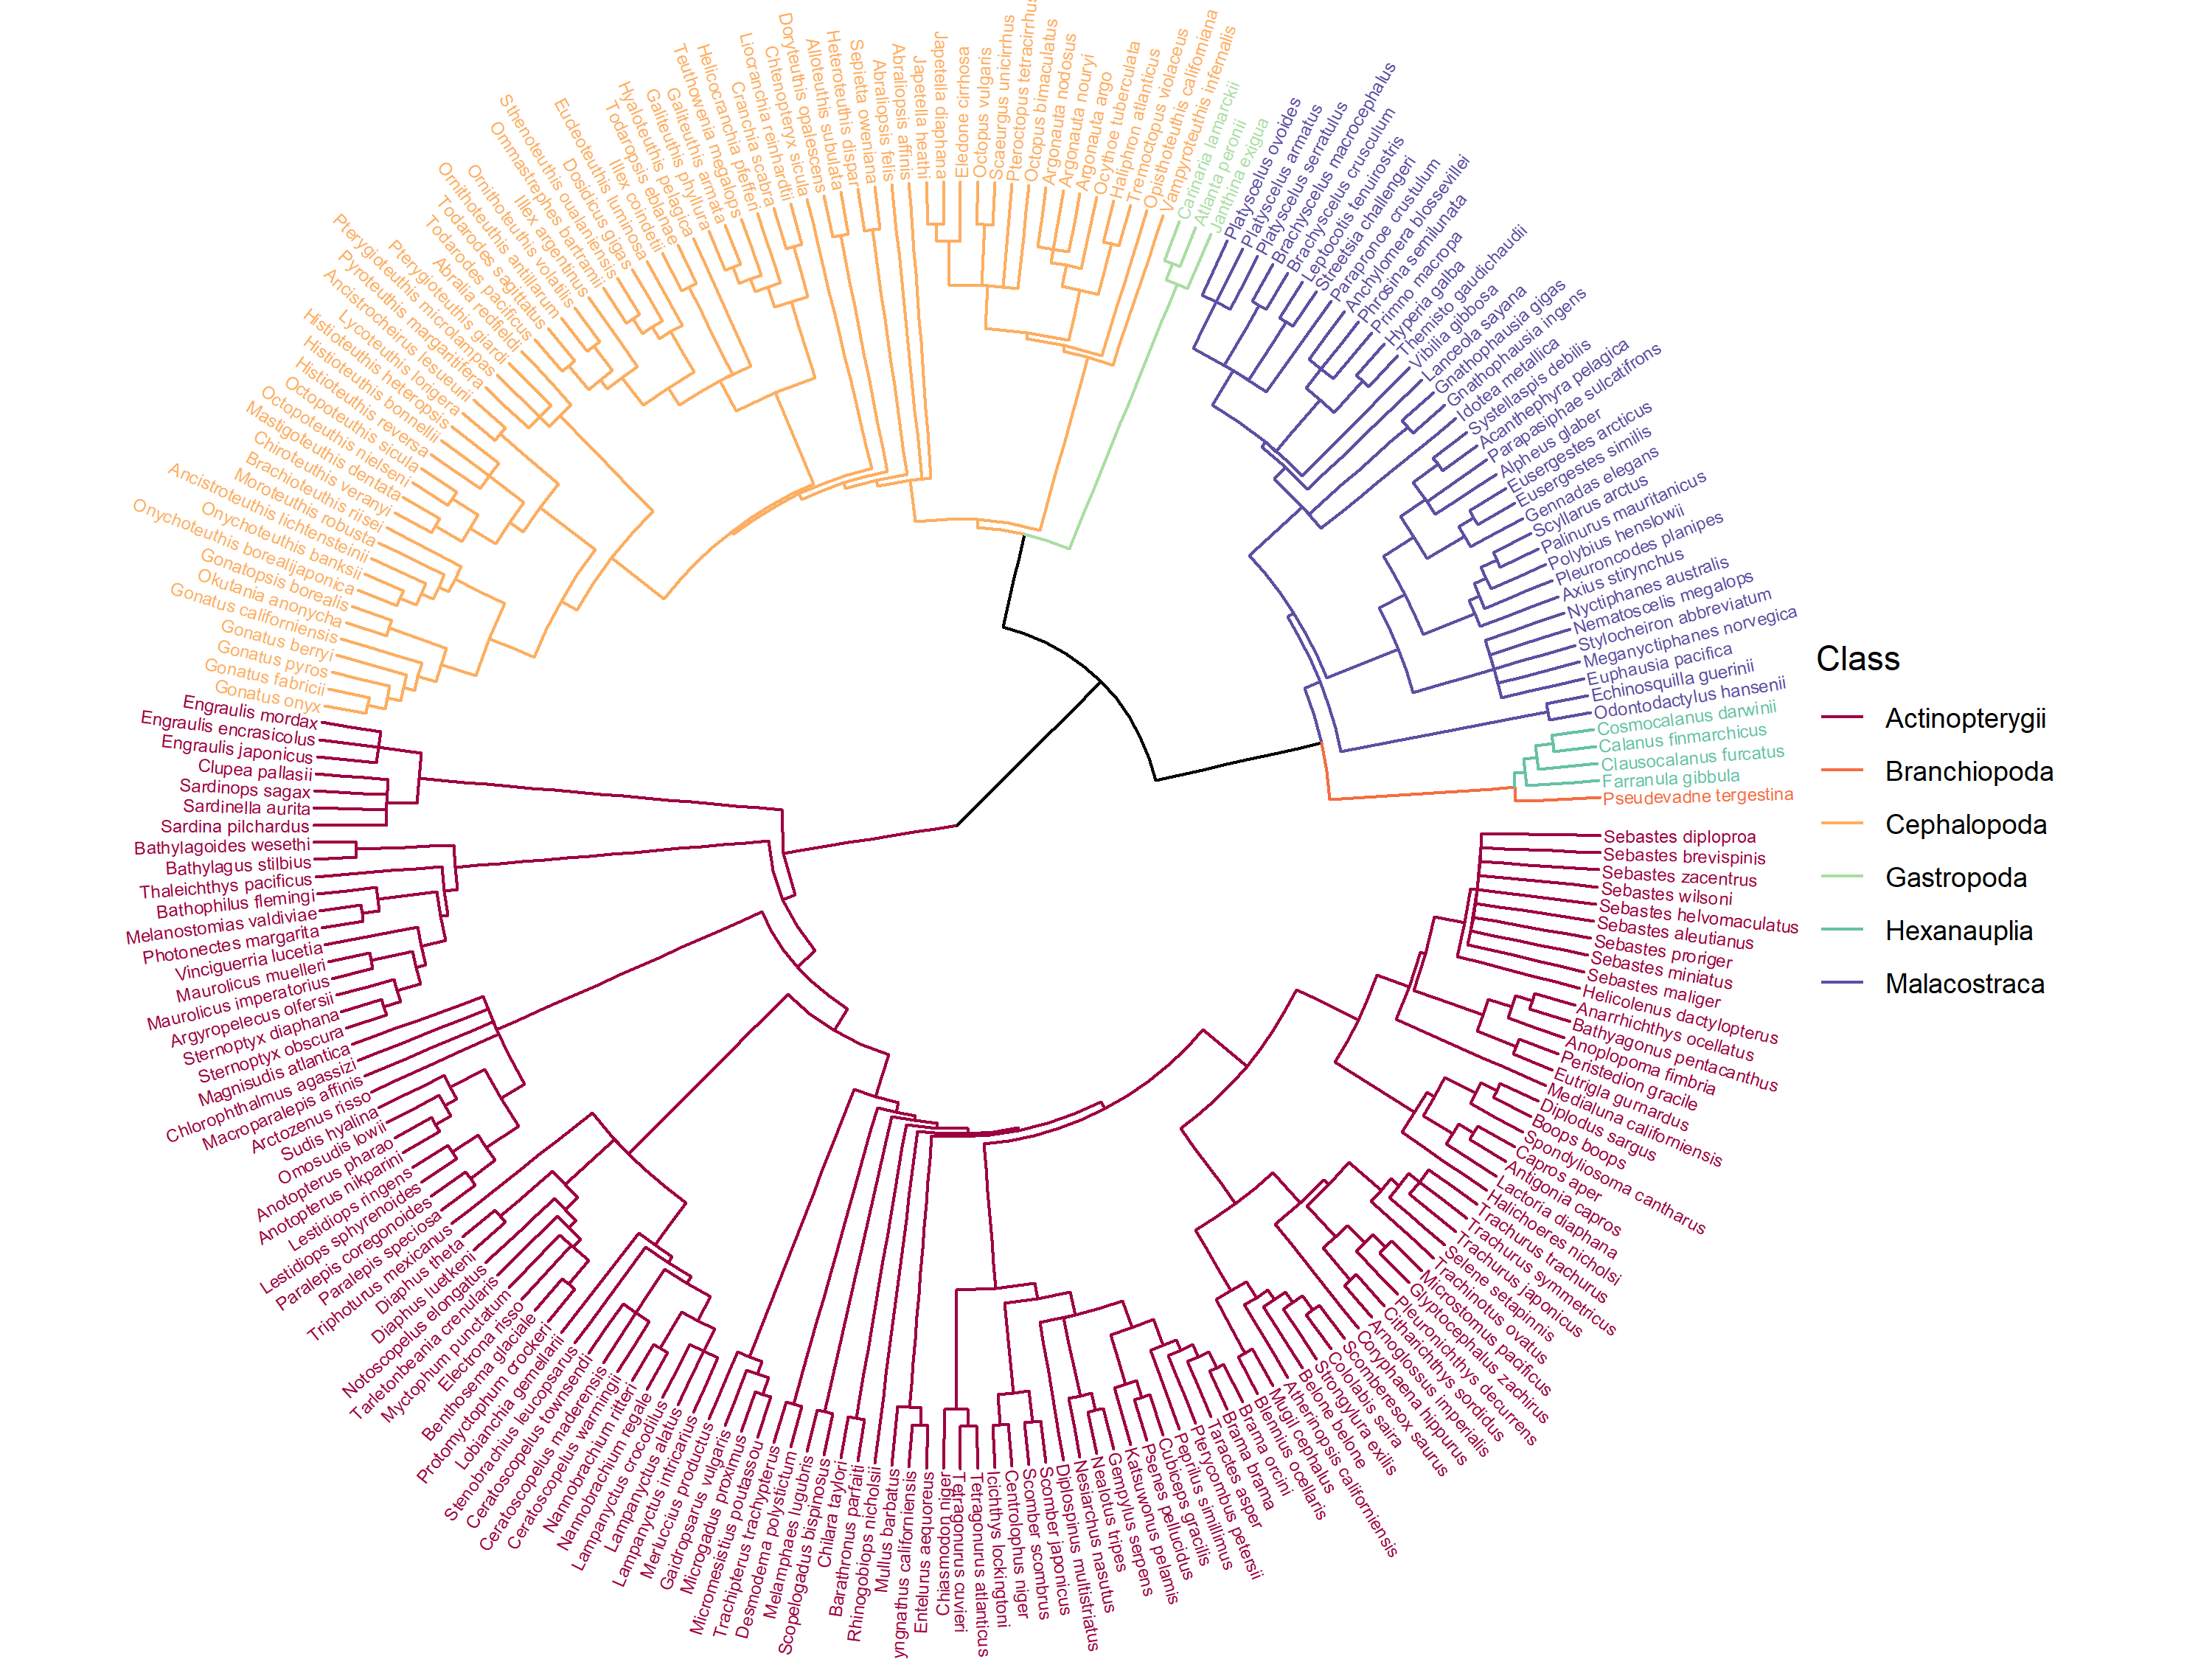 Gonatus onyx
Gonatus fabricii
Gonatus pyros
Gonatus berryi
Gonatus californiensis
Okutania anonycha
Gonatopsis borealis
Onychoteuthis borealijaponica
Onychoteuthis banksii
Ancistroteuthis lichtensteinii
Moroteuthis robusta
Brachioteuthis riisei
Chiroteuthis veranyi
Mastigoteuthis dentata
Octopoteuthis nielseni
Octopoteuthis sicula
Histioteuthis reversa
Histioteuthis bonnellii
Histioteuthis heteropsis
Lycoteuthis lorigera
Ancistrocheirus lesueurii
Pyroteuthis margaritifera
Pterygioteuthis microlampas
Pterygioteuthis giardi
Abralia redfieldi
Todarodes pacificus
Todarodes sagittatus
Ornithoteuthis antillarum
Ornithoteuthis volatilis
Illex argentinus
Ommastrephes bartramii
Sthenoteuthis oualaniensis
Dosidicus gigas
Eucleoteuthis luminosa
Illex coindetii
Todaropsis eblanae
Hyaloteuthis pelagica
Galiteuthis phyllura
Galiteuthis armata
Teuthowenia megalops
Helicocranchia pfefferi
Cranchia scabra
Liocranchia reinhardtii
Chtenopteryx sicula
Doryteuthis opalescens
Alloteuthis subulata
Heteroteuthis dispar
Sepietta oweniana
Abraliopsis felis
Abraliopsis affinis
Japetella heathi
Japetella diaphana
Eledone cirrhosa
Octopus vulgaris
Scaeurgus unicirrhus
Pteroctopus tetracirrhus
Octopus bimaculatus
Argonauta nodosus
Argonauta nouryi
Argonauta argo
Ocythoe tuberculata
Haliphron atlanticus
Tremoctopus violaceus
Opisthoteuthis californiana
Vampyroteuthis infernalis
Carinaria lamarckii
Atlanta peronii
Janthina exigua
Platyscelus ovoides
Platyscelus armatus
Platyscelus serratulus
Brachyscelus macrocephalus
Brachyscelus crusculum
Leptocotis tenuirostris
Streetsia challengeri
Parapronoe crustulum
Anchylomera blossevillei
Phrosina semilunata
Primno macropa
Hyperia galba
Themisto gaudichaudii
Vibilia gibbosa
Lanceola sayana
Gnathophausia gigas
Gnathophausia ingens
Idotea metallica
Systellaspis debilis
Acanthephyra pelagica
Parapasiphae sulcatifrons
Alpheus glaber
Eusergestes arcticus
Eusergestes similis
Gennadas elegans
Scyllarus arctus
Palinurus mauritanicus
Polybius henslowii
Pleuroncodes planipes
Axius stirynchus
Nyctiphanes australis
Nematoscelis megalops
Stylocheiron abbreviatum
Meganyctiphanes norvegica
Euphausia pacifica
Echinosquilla guerinii
Odontodactylus hansenii
Cosmocalanus darwinii
Calanus finmarchicus
Clausocalanus furcatus
Farranula gibbula
Pseudevadne tergestina
Sebastes diploproa
Sebastes brevispinis
Sebastes zacentrus
Sebastes wilsoni
Sebastes helvomaculatus
Sebastes aleutianus
Sebastes proriger
Sebastes miniatus
Sebastes maliger
Helicolenus dactylopterus
Anarrhichthys ocellatus
Bathyagonus pentacanthus
Anoplopoma fimbria
Peristedion gracile
Eutrigla gurnardus
Medialuna californiensis
Diplodus sargus
Boops boops
Spondyliosoma cantharus
Capros aper
Antigonia capros
Lactoria diaphana
Halichoeres nicholsi
Trachurus trachurus
Trachurus symmetricus
Trachurus japonicus
Selene setapinnis
Trachinotus ovatus
Microstomus pacificus
Glyptocephalus zachirus
Pleuronichthys decurrens
Citharichthys sordidus
Arnoglossus imperialis
Coryphaena hippurus
Scomberesox saurus
Cololabis saira
Strongylura exilis
Belone belone
Atherinopsis californiensis
Mugil cephalus
Blennius ocellaris
Brama orcini
Brama brama
Taractes asper
Pterycombus petersii
Peprilus simillimus
Cubiceps gracilis
Psenes pellucidus
Katsuwonus pelamis
Gempylus serpens
Nealotus tripes
Nesiarchus nasutus
Diplospinus multistriatus
Scomber japonicus
Scomber scombrus
Centrolophus niger
Icichthys lockingtoni
Tetragonurus atlanticus
Tetragonurus cuvieri
Chiasmodon niger
Entelurus aequoreus
yngnathus californiensis
Mullus barbatus
Rhinogobiops nicholsii
Barathronus parfaiti
Chilara taylori
Scopelogadus bispinosus
Melamphaes lugubris
Desmodema polystictum
Trachipterus trachypterus
Micromesistius poutassou
Microgadus proximus
Gaidropsarus vulgaris
Merluccius productus
Lampanyctus intricarius
Lampanyctus alatus
Lampanyctus crocodilus
Nannobrachium regale
Nannobrachium ritteri
Ceratoscopelus warmingii
Ceratoscopelus maderensis
Ceratoscopelus townsendi
Stenobrachius leucopsarus
Lobianchia gemellarii
Protomyctophum crockeri
Benthosema glaciale
Electrona risso
Myctophum punctatum
Tarletonbeania crenularis
Notoscopelus elongatus
Diaphus luetkeni
Diaphus theta
Triphoturus mexicanus
Paralepis speciosa
Paralepis coregonoides
Lestidiops sphyrenoides
Lestidiops ringens
Anotopterus nikparini
Anotopterus pharao
Omosudis lowii
Sudis hyalina
Arctozenus risso
Macroparalepis affinis
Chlorophthalmus agassizi
Magnisudis atlantica
Sternoptyx obscura
Sternoptyx diaphana
Argyropelecus olfersii
Maurolicus imperatorius
Maurolicus muelleri
Vinciguerria lucetia
Photonectes margarita
Melanostomias valdiviae
Bathophilus flemingi
Thaleichthys pacificus
Bathylagus stilbius
Bathylagoides wesethi
Sardina pilchardus
Sardinella aurita
Sardinops sagax
Clupea pallasii
Engraulis japonicus
Engraulis encrasicolus
Engraulis mordax
Class
Actinopterygii
Branchiopoda
Cephalopoda
Gastropoda
Hexanauplia
Malacostraca